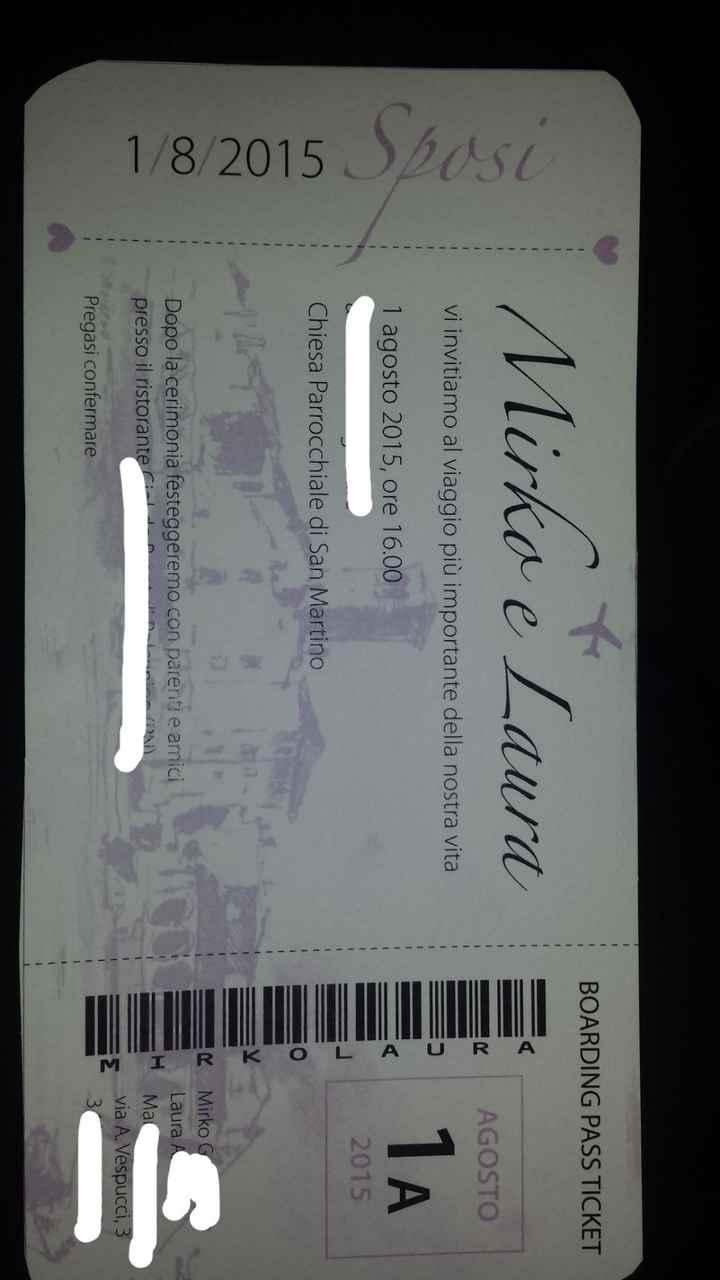 1/8/2015 Sposi
Mirko e Laura
vi invitiamo al viaggio più importante della nostra vita
1 agosto 2015, ore 16.00
Chiesa Parrocchiale di San Martino
Dopo la cerimonia festeggeremo con parenti e amici
presso il ristorante
Pregasi confermare
BOARDING PASS TICKET
AGOSTO
1A
2015
MIRKOLAURA
Mirko G
Laura A
Ma
via A. Vespucci, 3
3